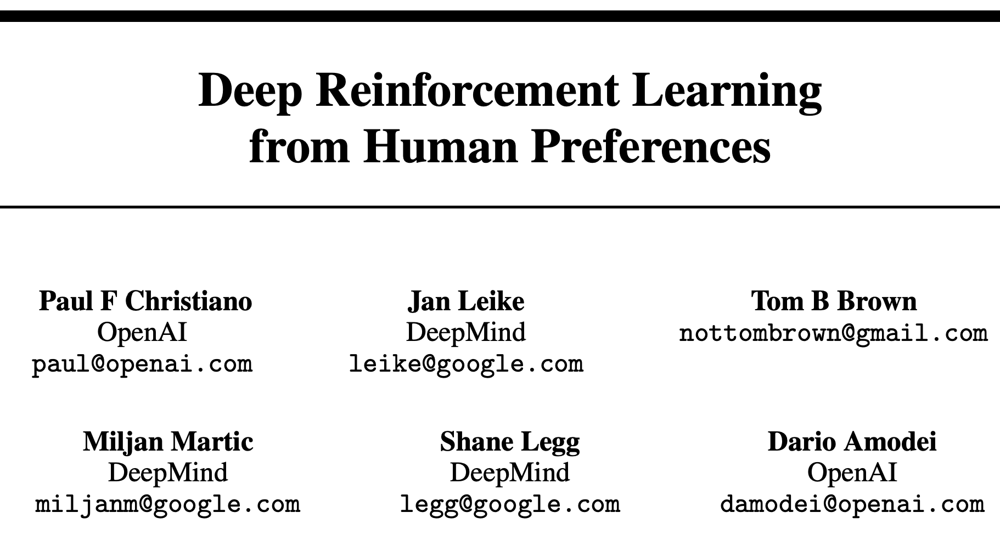 Deep Reinforcement Learning
from Human Preferences
Paul F Christiano
OpenAI
paul@openai.com
Jan Leike
DeepMind
leike@google.com
Tom B Brown
nottombrown@gmail.com
Miljan Martic
DeepMind
miljanm@google.com
Shane Legg
DeepMind
legg@google.com
Dario Amodei
OpenAI
damodei@openai.com